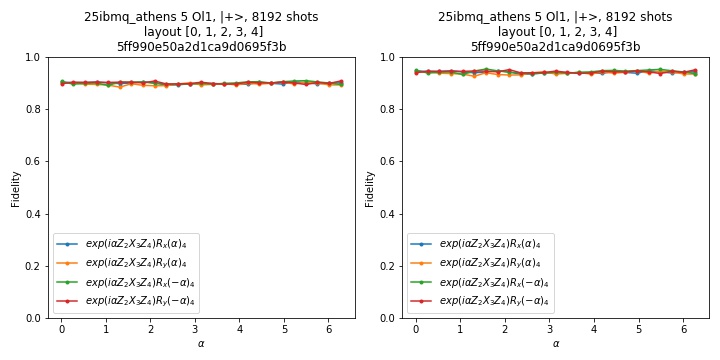 25ibmq_athens 5 Ol1, |+>, 8192 shots
layout [0, 1, 2, 3, 4]
5ff990e50a2d1ca9d0695f3b
1.0
0.8
0.6
0.4
0.2
0.0
Fidelity
exp(iαZ₂X₃Z₄)Rₓ(α)₄
exp(iαZ₂X₃Z₄)R_y(α)₄
exp(iαZ₂X₃Z₄)Rₓ(−α)₄
exp(iαZ₂X₃Z₄)R_y(−α)₄
0 1 2 3 4 5 6
α
25ibmq_athens 5 Ol1, |+>, 8192 shots
layout [0, 1, 2, 3, 4]
5ff990e50a2d1ca9d0695f3b
1.0
0.8
0.6
0.4
0.2
0.0
Fidelity
exp(iαZ₂X₃Z₄)Rₓ(α)₄
exp(iαZ₂X₃Z₄)R_y(α)₄
exp(iαZ₂X₃Z₄)Rₓ(−α)₄
exp(iαZ₂X₃Z₄)R_y(−α)₄
0 1 2 3 4 5 6
α